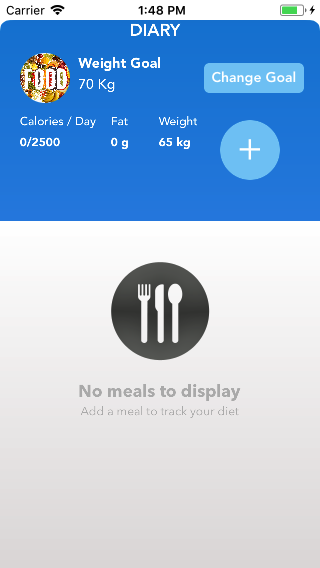 Carrier 1:48 PM
DIARY
FOOD
Weight Goal
70 Kg
Change Goal
Calories / Day Fat Weight
0/2500 0 g 65 kg
No meals to display
Add a meal to track your diet